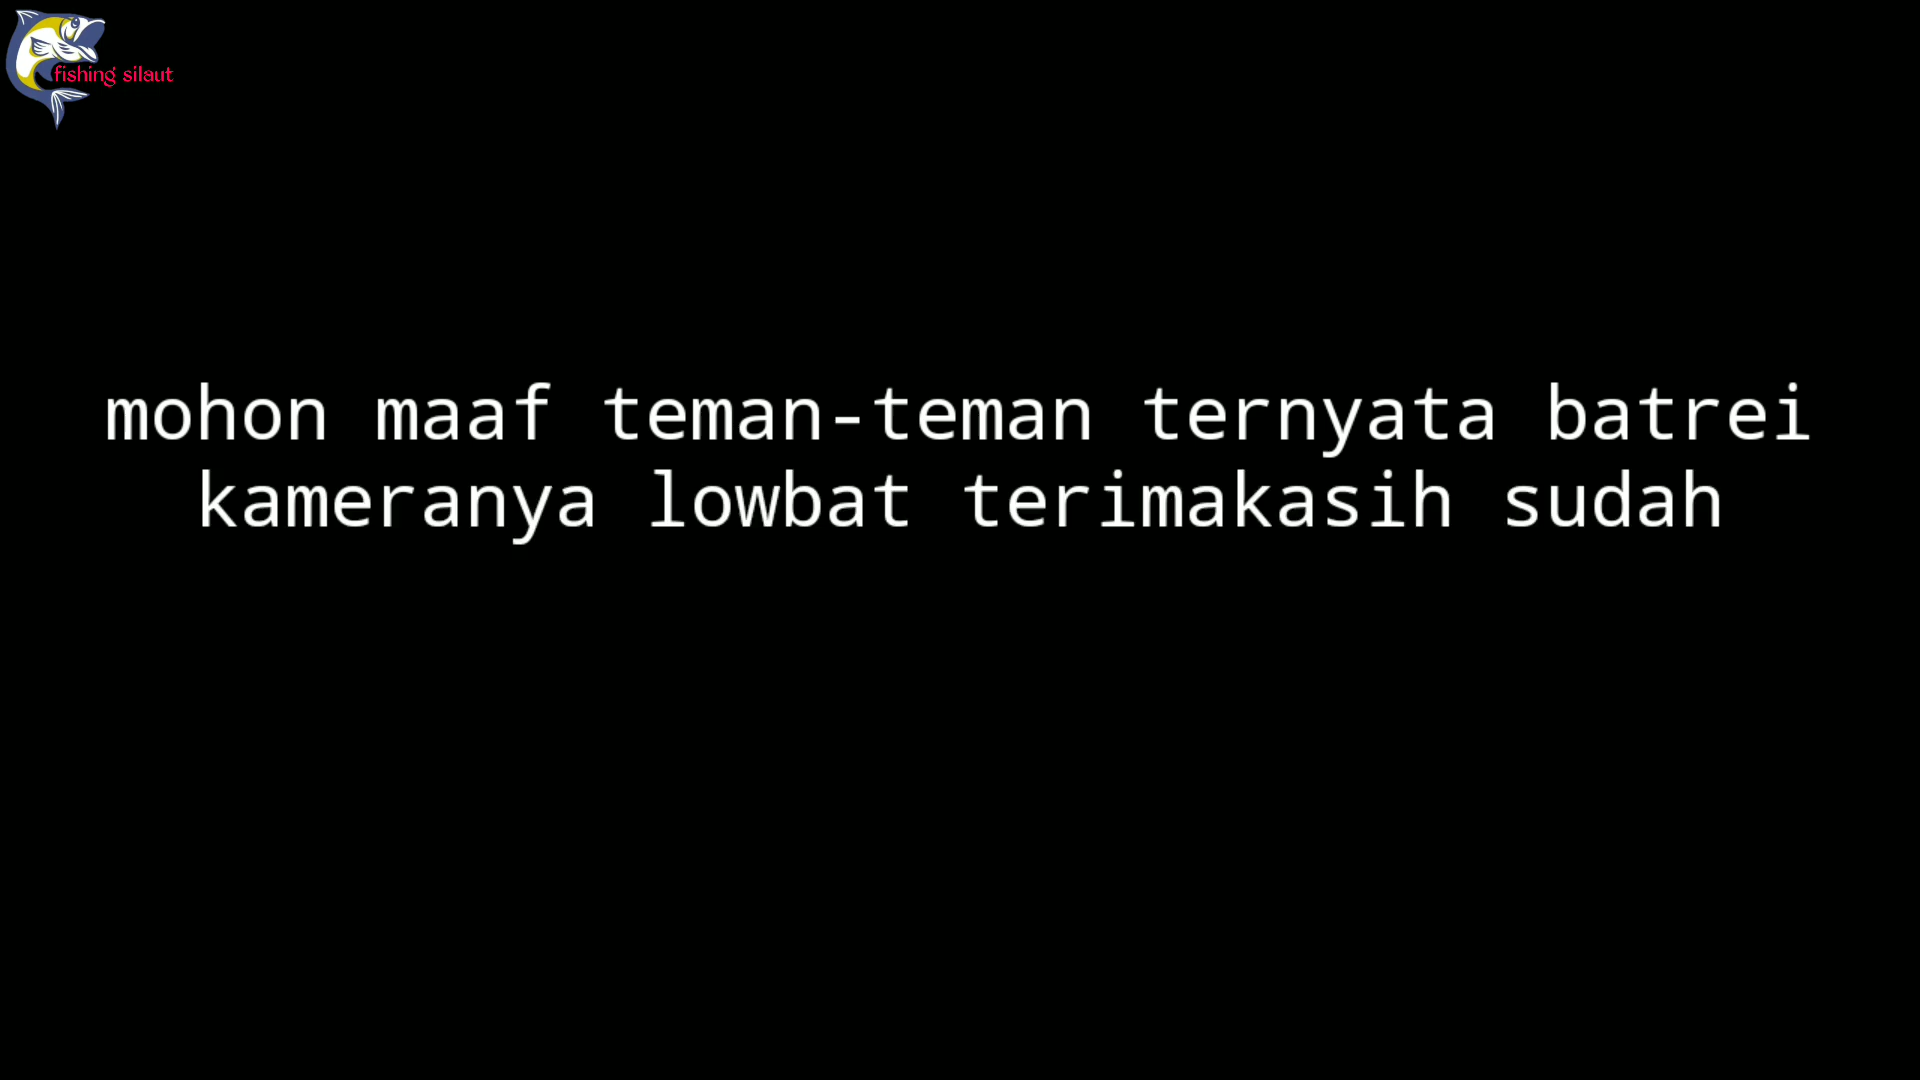 fishing silaut
mohon maaf teman-teman ternyata batrei
kameranya lowbat terimakasih sudah